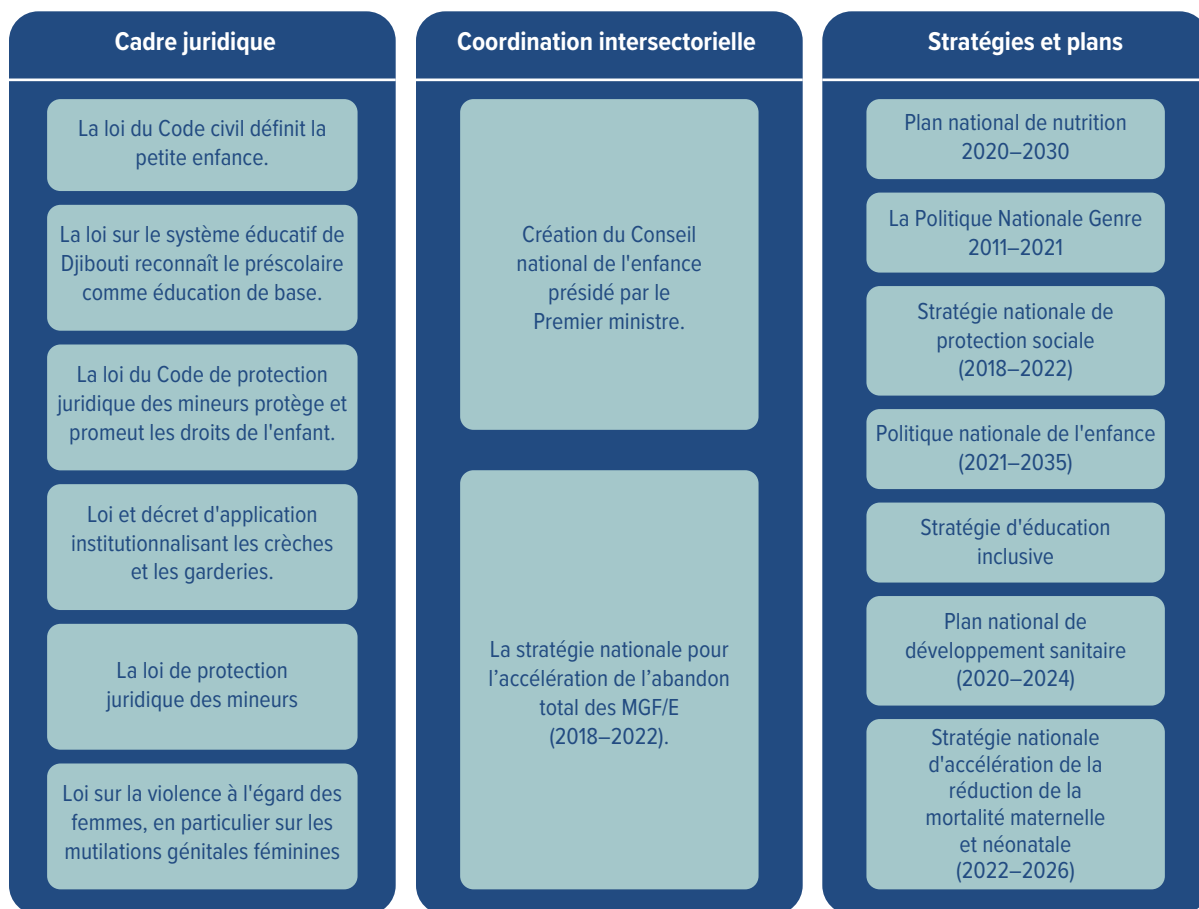 Cadre juridique
La loi du Code civil définit la
petite enfance.
La loi sur le système éducatif de
Djibouti reconnaît le préscolaire
comme éducation de base.
La loi du Code de protection
juridique des mineurs protège et
promeut les droits de l'enfant.
Loi et décret d'application
institutionnalisant les crèches
et les garderies.
La loi de protection
juridique des mineurs
Loi sur la violence à l'égard des
femmes, en particulier sur les
mutilations génitales féminines
Coordination intersectorielle
Création du Conseil
national de l'enfance
présidé par le
Premier ministre.
La stratégie nationale pour
l’accélération de l’abandon
total des MGF/E
(2018–2022).
Stratégies et plans
Plan national de nutrition
2020–2030
La Politique Nationale Genre
2011–2021
Stratégie nationale de
protection sociale
(2018–2022)
Politique nationale de l'enfance
(2021–2035)
Stratégie d'éducation
inclusive
Plan national de
développement sanitaire
(2020–2024)
Stratégie nationale
d'accélération de la
réduction de la
mortalité maternelle
et néonatale
(2022–2026)